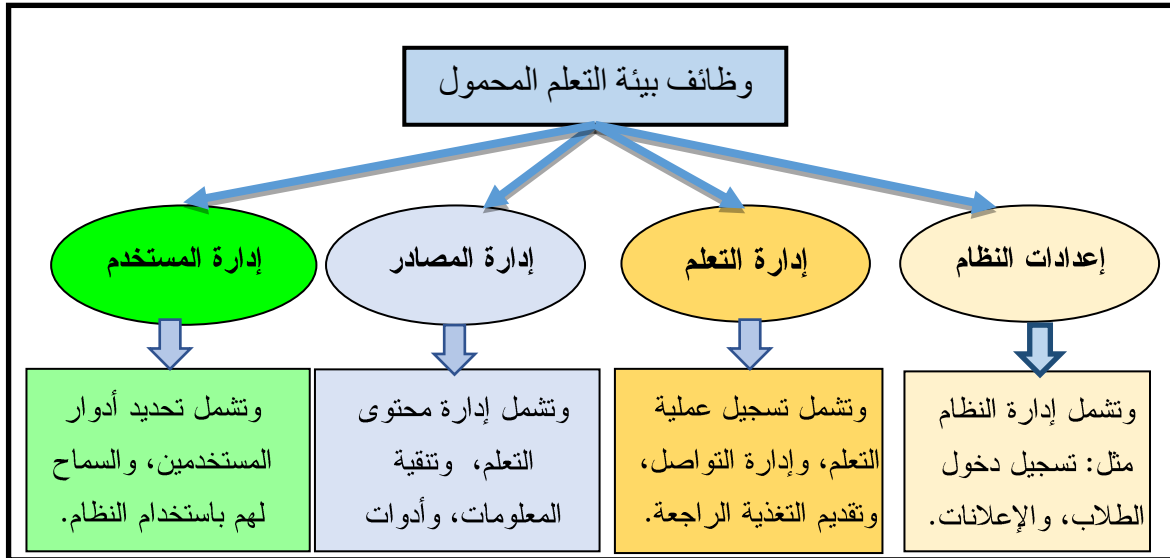 وظائف بيئة التعلم المحمول
إعدادات النظام
إدارة التعلم
إدارة المصادر
إدارة المستخدم
وتشمل إدارة النظام
مثل: تسجيل دخول
الطلاب، والإعلانات.
وتشمل تسجيل عملية
التعلم، وإدارة التواصل،
وتقديم التغذية الراجعة.
وتشمل إدارة محتوى
التعلم، وتنقية
المعلومات، وأدوات
وتشمل تحديد أدوار
المستخدمين، والسماح
لهم باستخدام النظام.